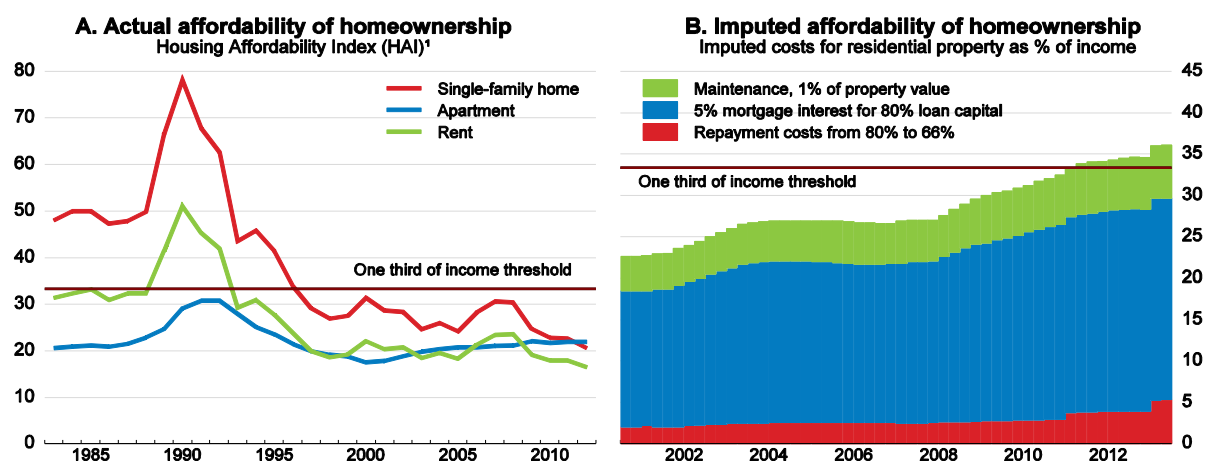 A. Actual affordability of homeownership
Housing Affordability Index (HAI)¹
80
70
60
50
40
30
20
10
0
Single-family home
Apartment
Rent
One third of income threshold
1985 1990 1995 2000 2005 2010
B. Imputed affordability of homeownership
Imputed costs for residential property as % of income
45
40
35
30
25
20
15
10
5
0
Maintenance, 1% of property value
5% mortgage interest for 80% loan capital
Repayment costs from 80% to 66%
One third of income threshold
2002 2004 2006 2008 2010 2012